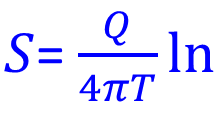 S= Q/4πT ln